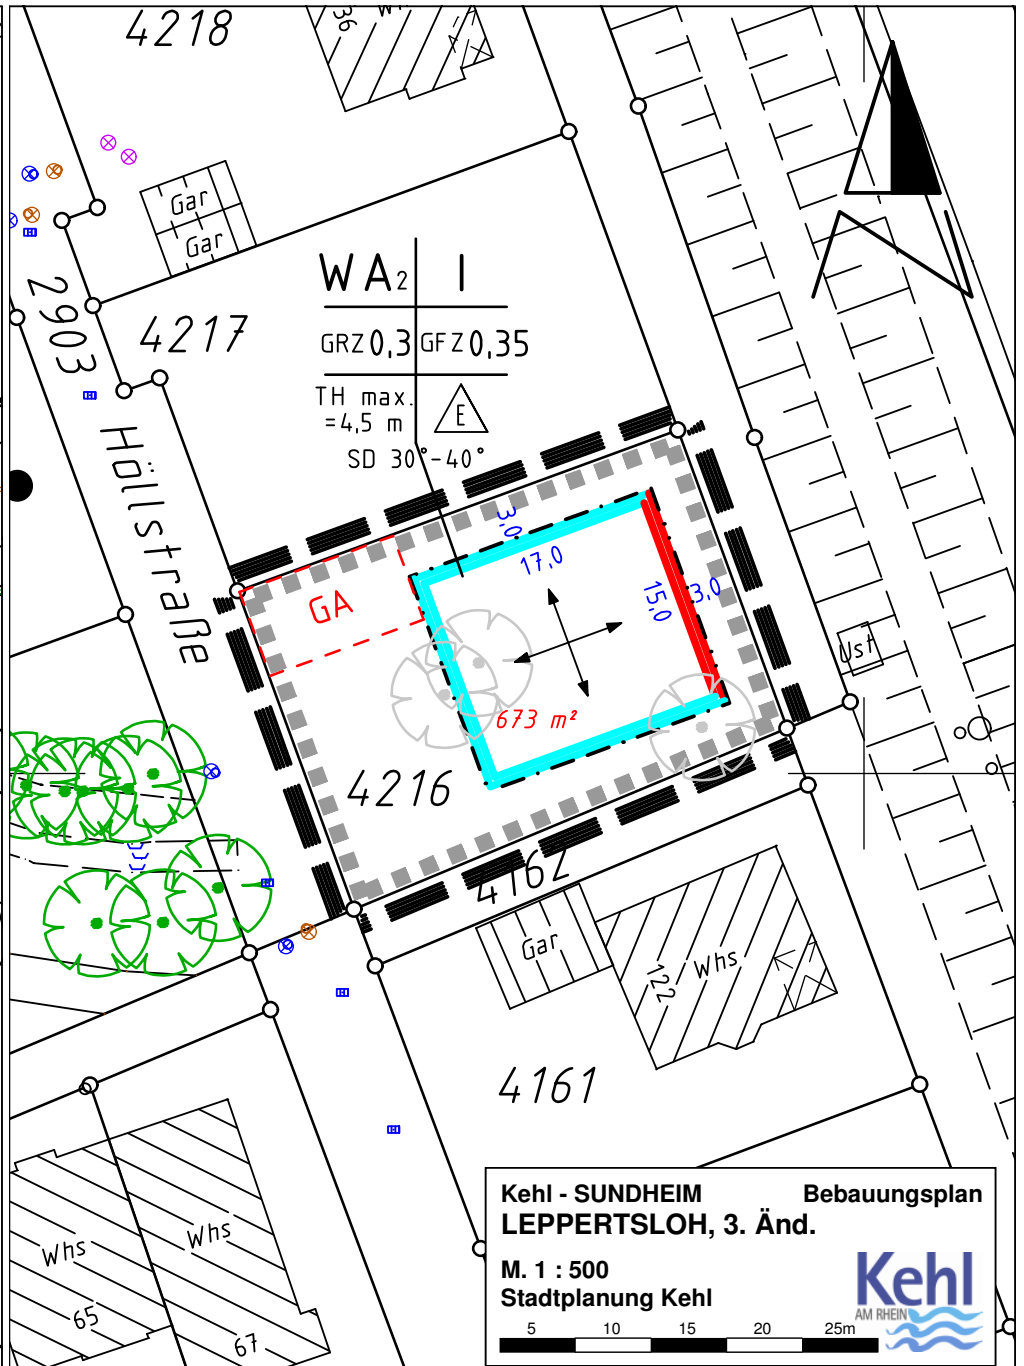 4218
36
Gar
Gar
2903
WA2 I
4217
GRZ 0,3 GFZ 0,35
TH max.
=4,5 m E
SD 30°-40°
Höllstraße
3,0
17,0
GA
15,0
3,0
Ust
673 m²
4216
4162
Gar
122
Whs
4161
Whs
Whs
65
67
Kehl - SUNDHEIM Bebauungsplan
LEPPERTSLOH, 3. Änd.
M. 1 : 500
Stadtplanung Kehl
Kehl
AM RHEIN
5 10 15 20 25m